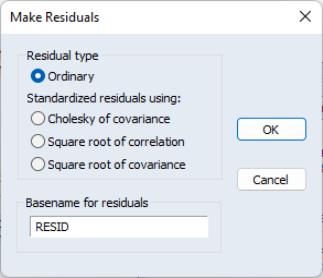 Make Residuals
Residual type
Ordinary
Standardized residuals using:
Cholesky of covariance
Square root of correlation
Square root of covariance
OK
Cancel
Basename for residuals
RESID